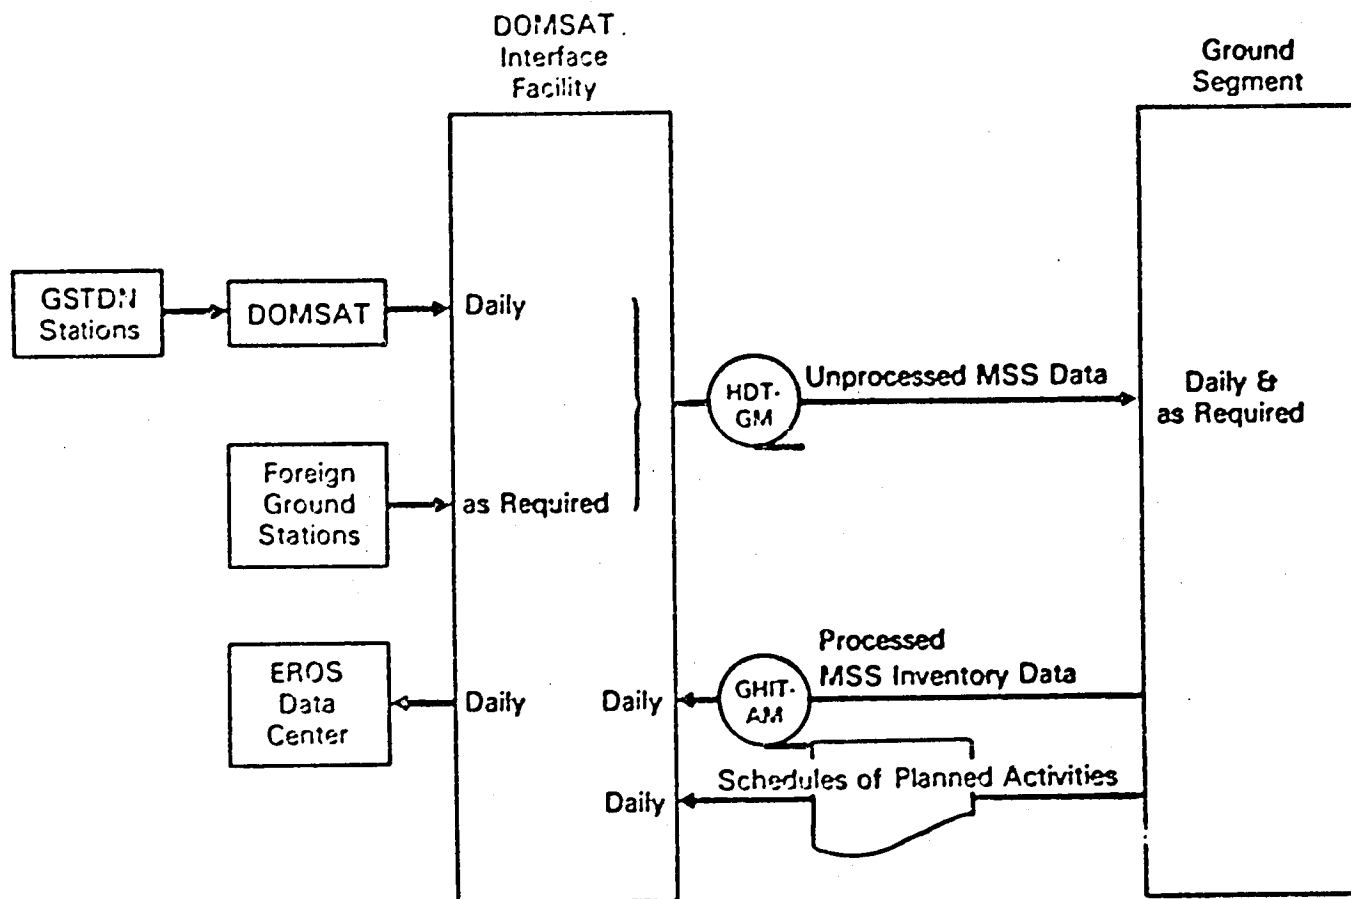 DOMSAT
Interface
Facility
Ground
Segment
GSTDN
Stations
DOMSAT
Daily
HDT-
GM
Unprocessed MSS Data
Daily &
as Required
Foreign
Ground
Stations
as Required
EROS
Data
Center
Daily
Daily
GHIT-
AM
Processed
MSS Inventory Data
Daily
Schedules of Planned Activities